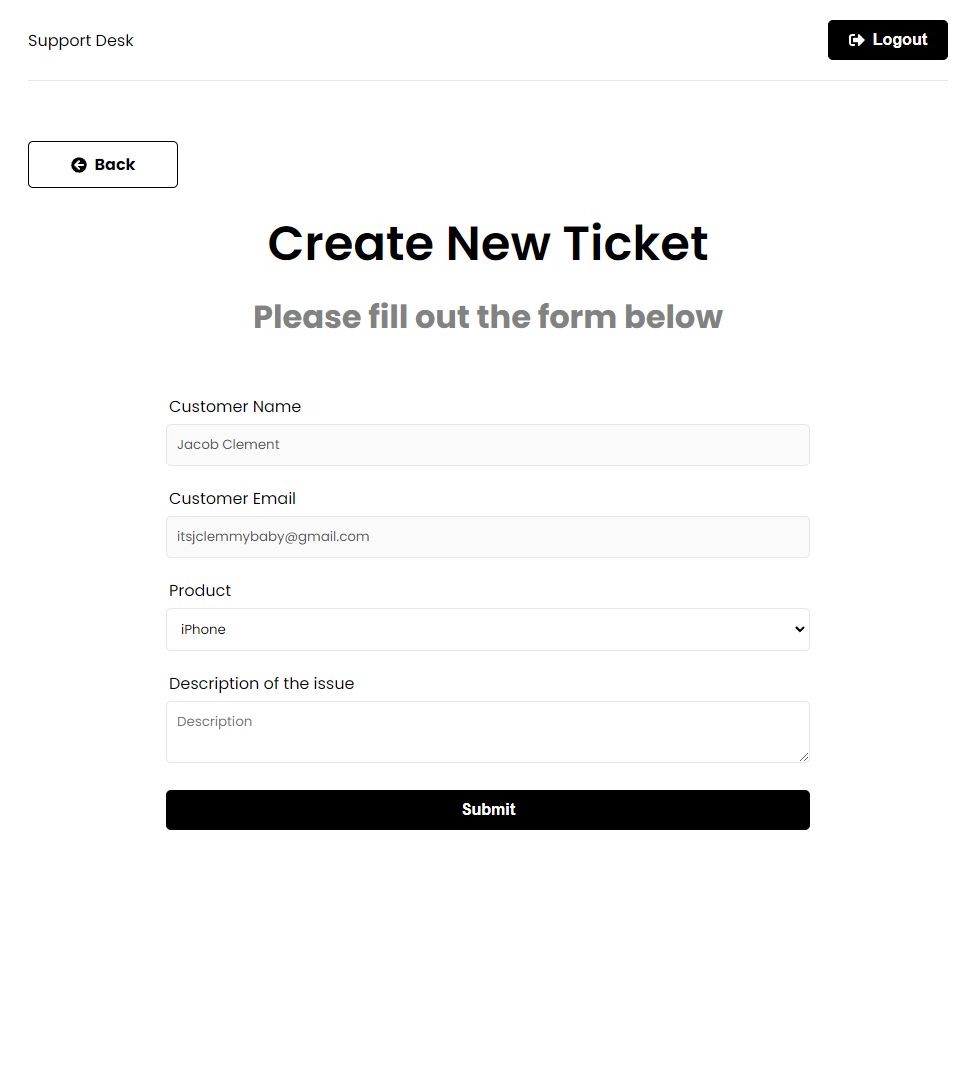 Support Desk
Logout
Back
Create New Ticket
Please fill out the form below
Customer Name
Jacob Clement
Customer Email
itsjclemmybaby@gmail.com
Product
iPhone
Description of the issue
Description
Submit